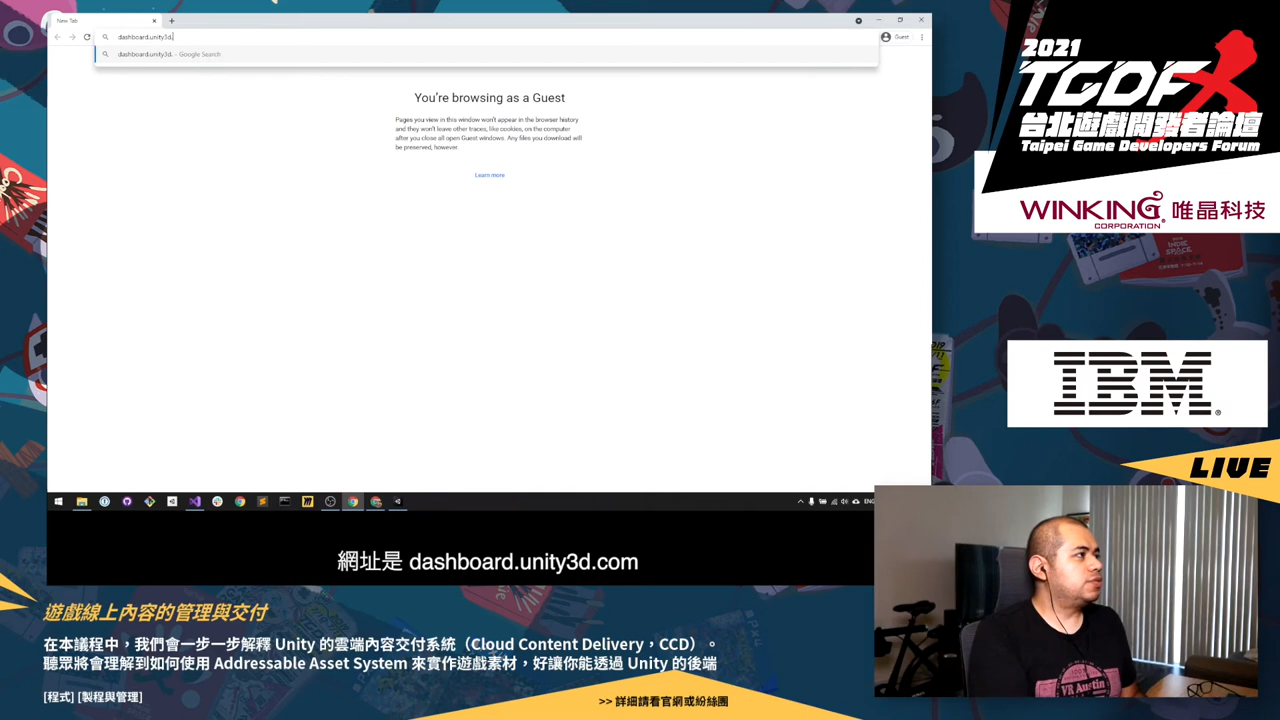 New Tab
dashboard.unity3d.
Guest
dashboard.unity3d. – Google Search
You're browsing as a Guest
Pages you view in this window won't appear in the browser history
and they won't leave other traces, like cookies, on the computer
after you close all open Guest windows. Any files you download will
be preserved, however.
Learn more
ENG
網址是 dashboard.unity3d.com
2021
TGDF
台北遊戲開發者論壇
Taipei Game Developers Forum
WINKING® 唯晶科技
CORPORATION
INDIE SPACE
IBM®
LIVE
VR Austin
遊戲線上內容的管理與交付
在本議程中，我們會一步一步解釋 Unity 的雲端內容交付系統（Cloud Content Delivery，CCD）。
聽眾將會理解到如何使用 Addressable Asset System 來實作遊戲素材，好讓你能透過 Unity 的後端
[程式] [製程與管理]
>> 詳細請看官網或紛絲團